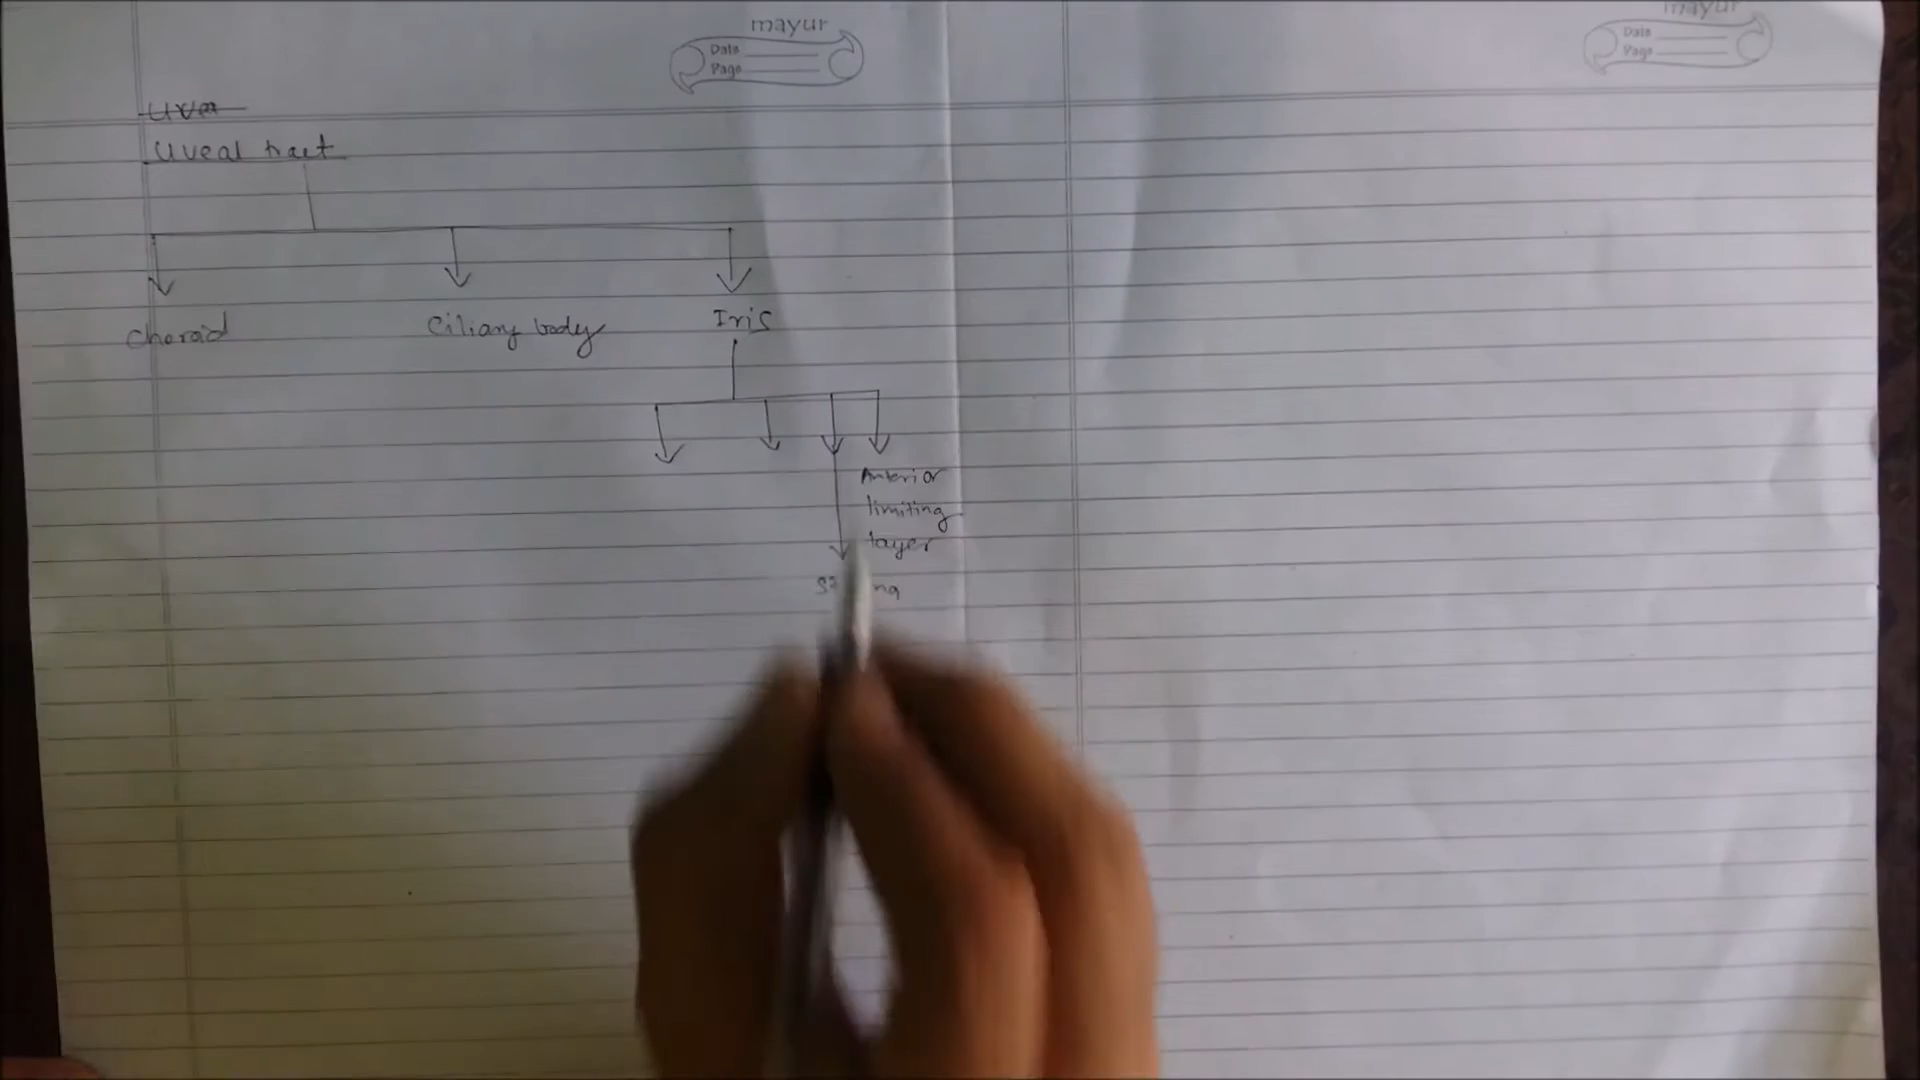 mayur
Date
Page
mayur
Date
Page
Uvea
Uveal tract
Choroid
Ciliary body
Iris
Anterior
limiting
layer